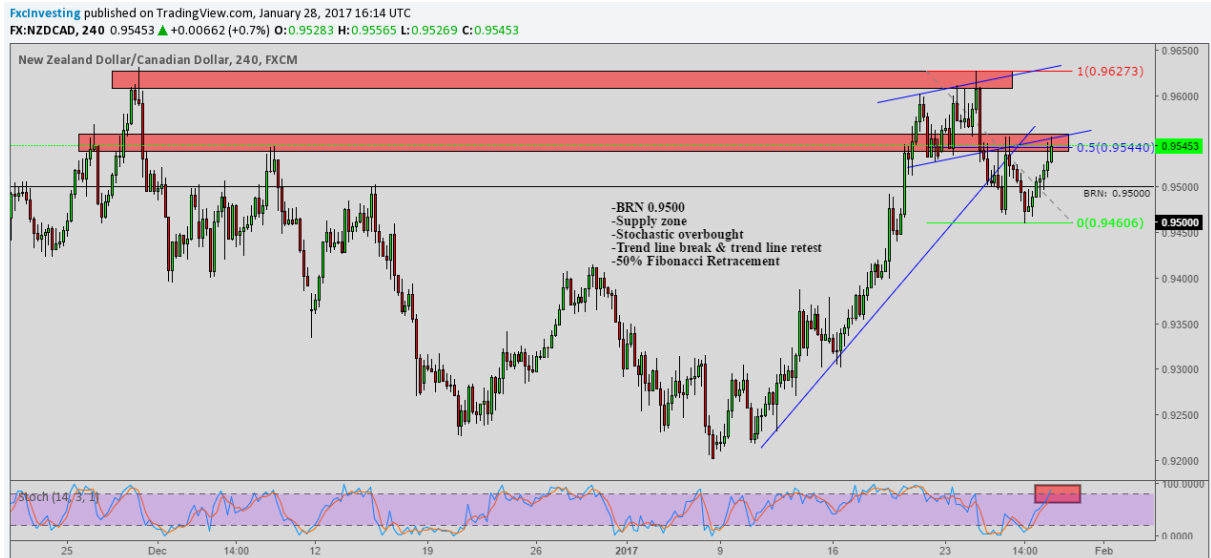 FxcInvesting published on TradingView.com, January 28, 2017 16:14 UTC
FX:NZDCAD, 240 0.95453 ▲ +0.00662 (+0.7%) O:0.95283 H:0.95565 L:0.95269 C:0.95453
New Zealand Dollar/Canadian Dollar, 240, FXCM
0.96500
1(0.96273)
0.96000
0.5(0.95440)
0.95453
0.95000
BRN: 0.95000
-BRN 0.9500
-Supply zone
-Stochastic overbought
-Trend line break & trend line retest
-50% Fibonacci Retracement
0(0.94606)
0.95000
0.94500
0.94000
0.93500
0.93000
0.92500
0.92000
Stoch (14, 3, 1)
100.0000
0.0000
25 Dec 14:00 12 19 26 2017 9 16 23 14:00 Feb